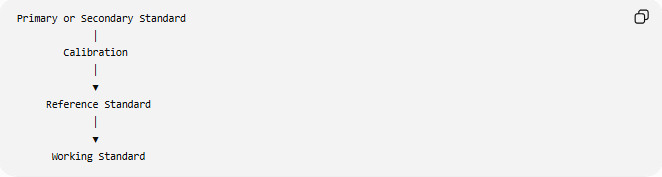 Primary or Secondary Standard
|
Calibration
|
▼
Reference Standard
|
▼
Working Standard